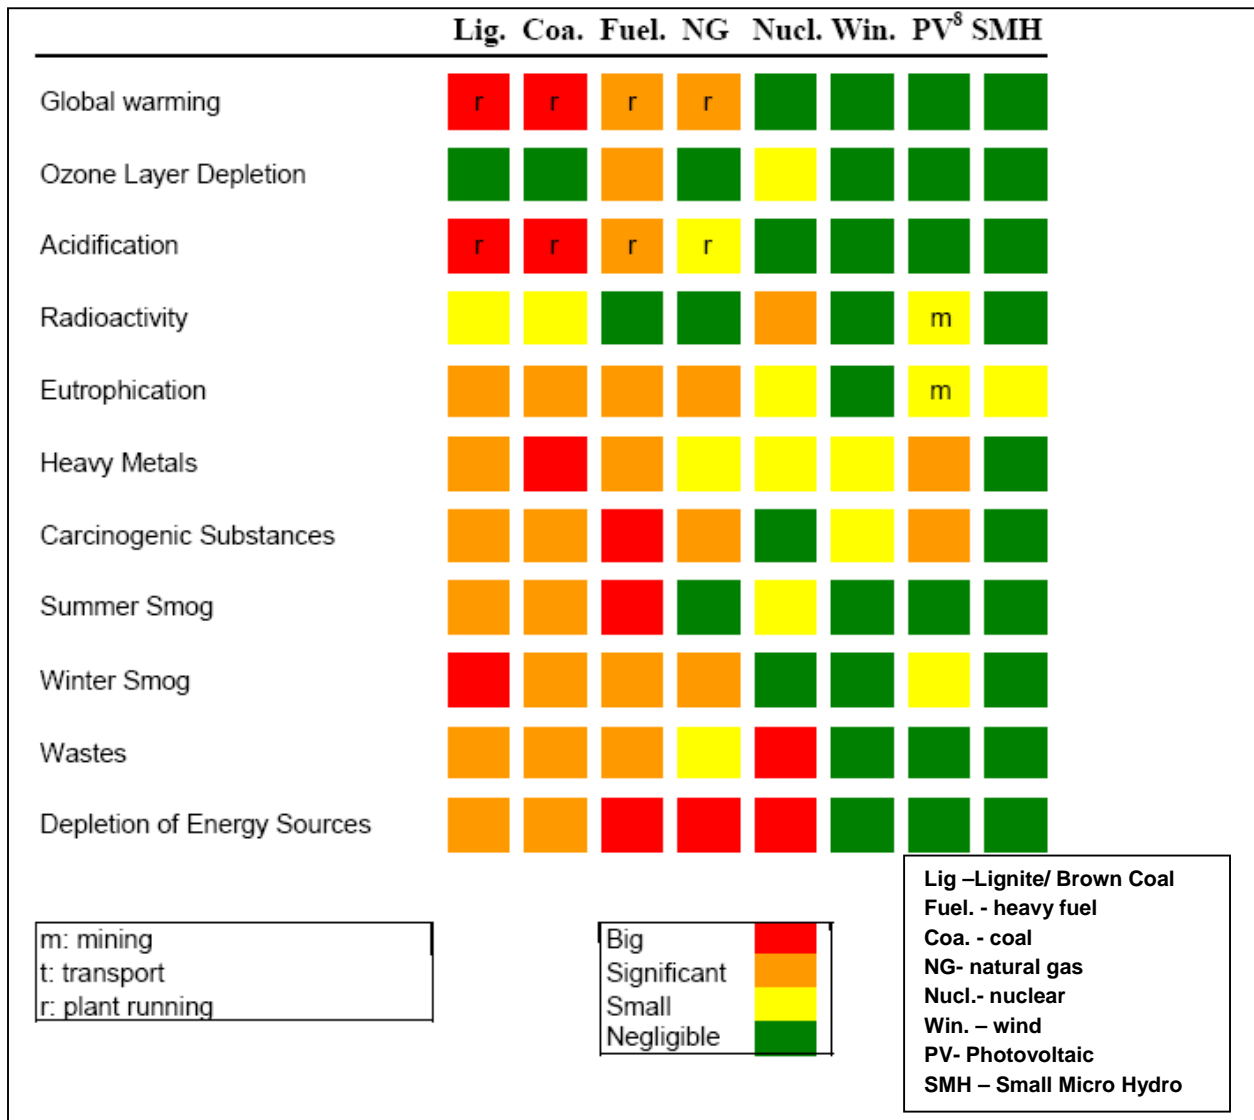 Lig. Coa. Fuel. NG Nucl. Win. PV⁸ SMH
Global warming r r r r
Ozone Layer Depletion
Acidification r r r r
Radioactivity m
Eutrophication m
Heavy Metals
Carcinogenic Substances
Summer Smog
Winter Smog
Wastes
Depletion of Energy Sources
m: mining
t: transport
r: plant running
Big
Significant
Small
Negligible
Lig –Lignite/ Brown Coal
Fuel. - heavy fuel
Coa. - coal
NG- natural gas
Nucl.- nuclear
Win. – wind
PV- Photovoltaic
SMH – Small Micro Hydro